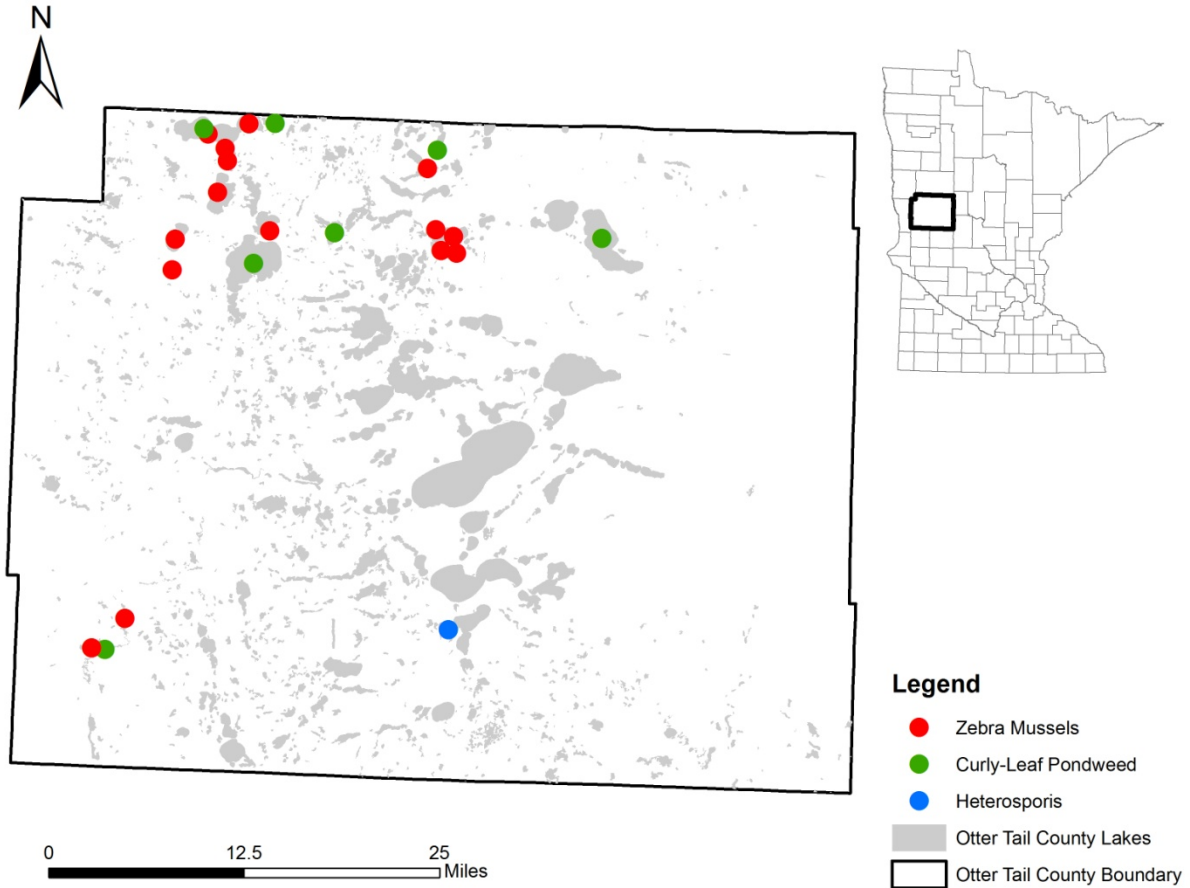 N
Legend
Zebra Mussels
Curly-Leaf Pondweed
Heterosporis
Otter Tail County Lakes
Otter Tail County Boundary
0 12.5 25
Miles